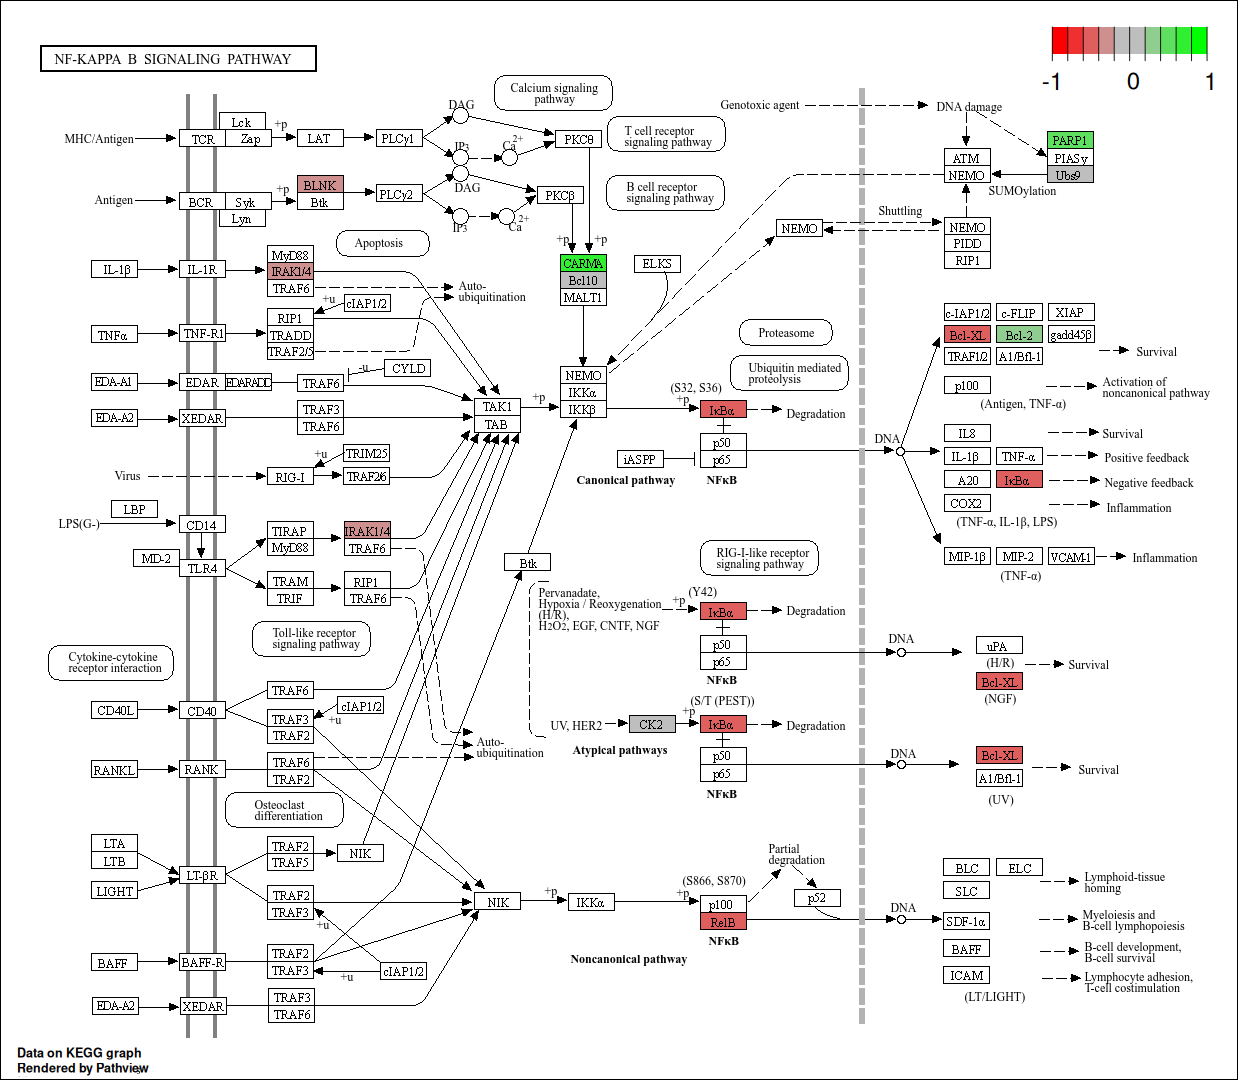 NF-KAPPA B SIGNALING PATHWAY
-1 0 1
Calcium signaling
pathway
T cell receptor
signaling pathway
B cell receptor
signaling pathway
Genotoxic agent
DNA damage
MHC/Antigen
TCR
Lck
Zap
+p
LAT
PLCγ1
DAG
IP3
Ca2+
PKCθ
ATM
NEMO
PARP1
PIASy
Ubs9
SUMOylation
Antigen
BCR
Syk
Lyn
+p
BLNK
Btk
PLCγ2
DAG
IP3
Ca2+
PKCβ
Shuttling
NEMO
NEMO
PIDD
RIP1
Apoptosis
+p
+p
CARMA
Bcl10
MALT1
ELKS
IL-1β
IL-1R
MyD88
IRAK1/4
TRAF6
Auto-
ubiquitination
+u
cIAP1/2
TNFα
TNF-R1
RIP1
TRADD
TRAF2/5
Proteasome
Ubiquitin mediated
proteolysis
c-IAP1/2
c-FLIP
XIAP
Bcl-XL
Bcl-2
gadd45β
TRAF1/2
A1/Bfl-1
Survival
p100
Activation of
noncanonical pathway
(Antigen, TNF-α)
EDA-A1
EDAR
EDARADD
TRAF6
-u
CYLD
EDA-A2
XEDAR
TRAF3
TRAF6
TAK1
TAB
+p
NEMO
IKKα
IKKβ
(S32, S36)
+p
IκBα
Degradation
p50
p65
NFκB
iASPP
Canonical pathway
DNA
IL8
Survival
IL-1β
TNF-α
Positive feedback
A20
IκBα
Negative feedback
COX2
Inflammation
(TNF-α, IL-1β, LPS)
MIP-1β
MIP-2
VCAM-1
Inflammation
(TNF-α)
Virus
RIG-I
+u
TRIM25
TRAF2/6
LBP
LPS(G-)
CD14
MD-2
TLR4
TIRAP
MyD88
IRAK1/4
TRAF6
TRAM
TRIF
RIP1
TRAF6
Btk
RIG-I-like receptor
signaling pathway
Pervanadate,
Hypoxia / Reoxygenation
(H/R),
H2O2, EGF, CNTF, NGF
+p
(Y42)
IκBα
Degradation
p50
p65
NFκB
DNA
uPA
(H/R)
Bcl-XL
(NGF)
Survival
Toll-like receptor
signaling pathway
Cytokine-cytokine
receptor interaction
CD40L
CD40
TRAF6
TRAF3
TRAF2
cIAP1/2
+u
Auto-
ubiquitination
UV, HER2
CK2
+p
(S/T (PEST))
IκBα
Degradation
Atypical pathways
p50
p65
NFκB
DNA
Bcl-XL
A1/Bfl-1
(UV)
Survival
RANKL
RANK
TRAF6
TRAF2
Osteoclast
differentiation
LTA
LTB
LIGHT
LT-βR
TRAF2
TRAF5
NIK
TRAF2
TRAF3
+u
NIK
+p
IKKα
(S866, S870)
+p
p100
RelB
NFκB
Partial
degradation
p52
DNA
BLC
ELC
SLC
Lymphoid-tissue
homing
SDF-1α
Myeloiesis and
B-cell lymphopoiesis
BAFF
B-cell development,
B-cell survival
ICAM
Lymphocyte adhesion,
T-cell costimulation
(LT/LIGHT)
BAFF
BAFF-R
TRAF2
TRAF3
+u
cIAP1/2
Noncanonical pathway
EDA-A2
XEDAR
TRAF3
TRAF6
Data on KEGG graph
Rendered by Pathview